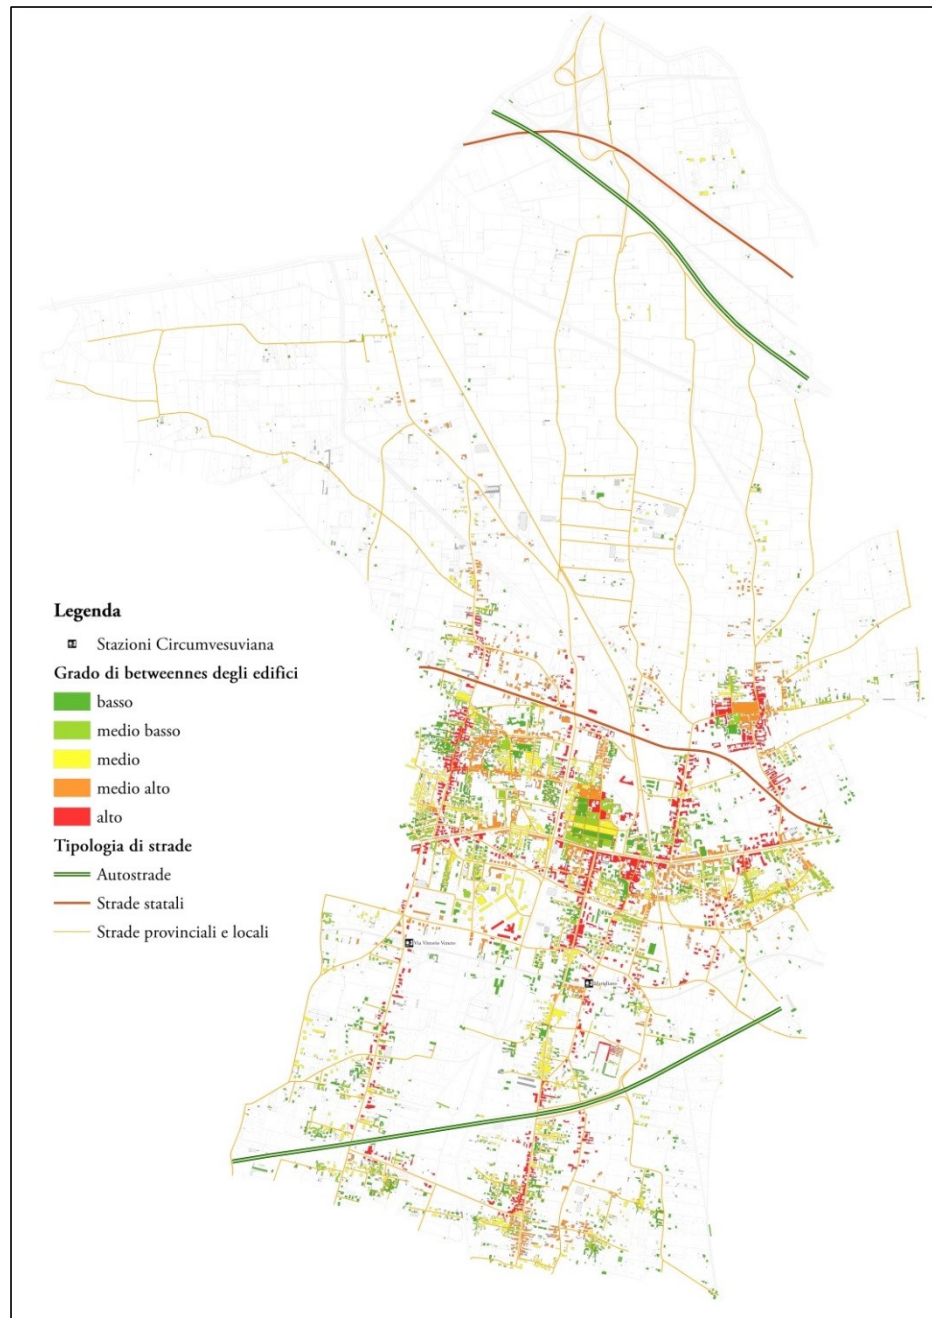 Legenda
Stazioni Circumvesuviana
Grado di betweennes degli edifici
basso
medio basso
medio
medio alto
alto
Tipologia di strade
Autostrade
Strade statali
Strade provinciali e locali
Via Vittorio Veneto